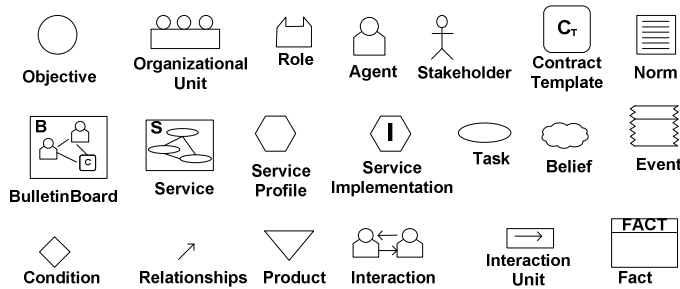 C T
Objective
Organizational
Unit
Role
Agent
Stakeholder
Contract
Template
Norm
B
C
S
I
BulletinBoard
Service
Service
Profile
Service
Implementation
Task
Belief
Event
FACT
Condition
Relationships
Product
Interaction
Interaction
Unit
Fact